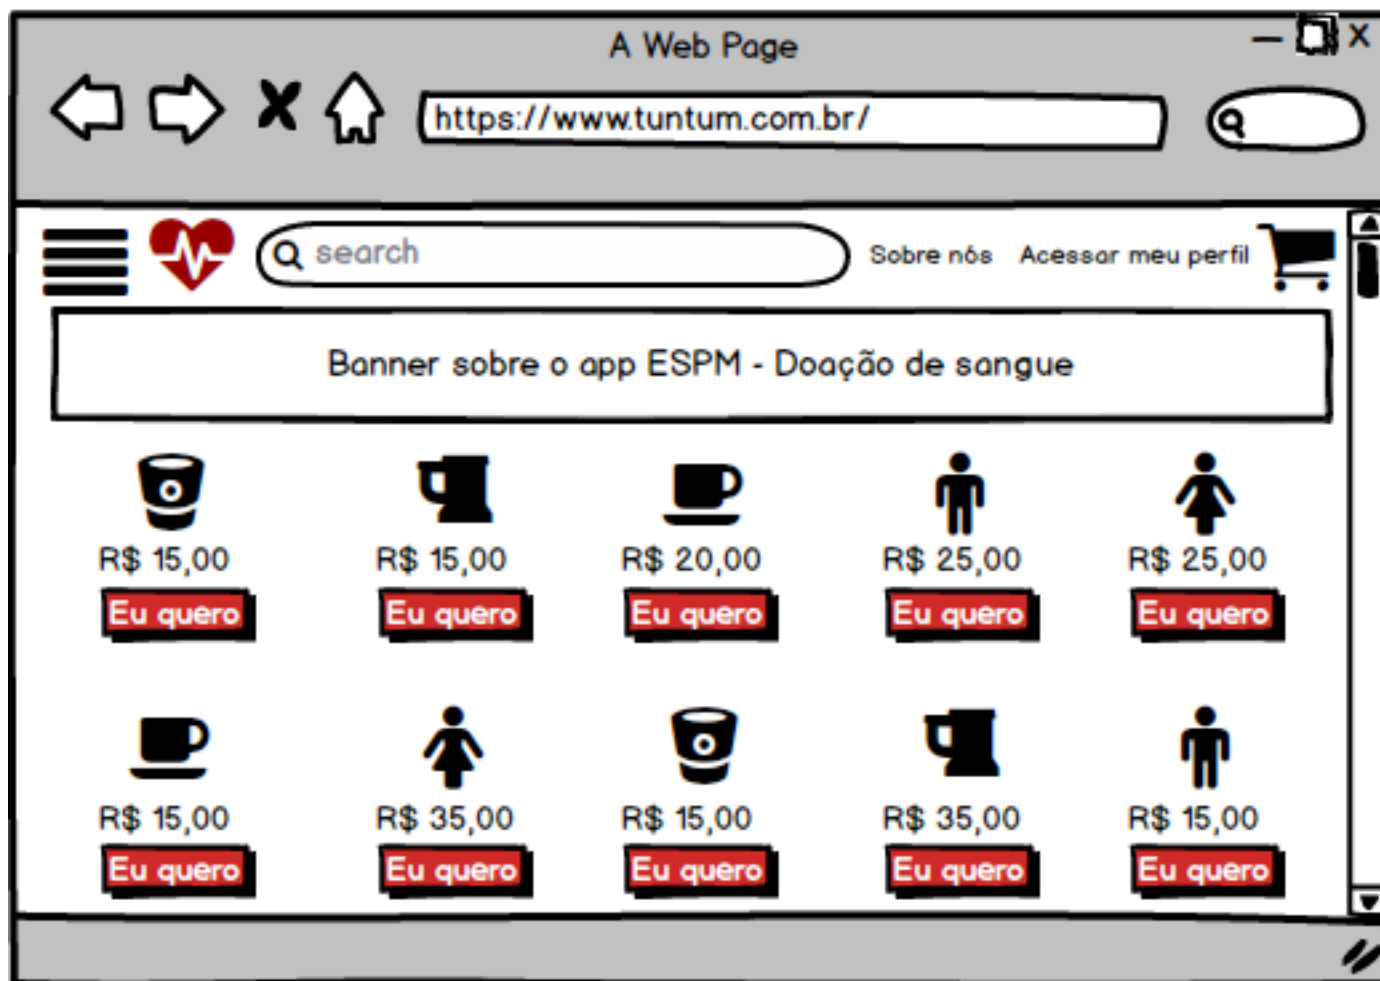 A Web Page
https://www.tuntum.com.br/
search
Sobre nós
Acessar meu perfil
Banner sobre o app ESPM - Doação de sangue
R$ 15,00
R$ 15,00
R$ 20,00
R$ 25,00
R$ 25,00
Eu quero
Eu quero
Eu quero
Eu quero
Eu quero
R$ 15,00
R$ 35,00
R$ 15,00
R$ 35,00
R$ 15,00
Eu quero
Eu quero
Eu quero
Eu quero
Eu quero